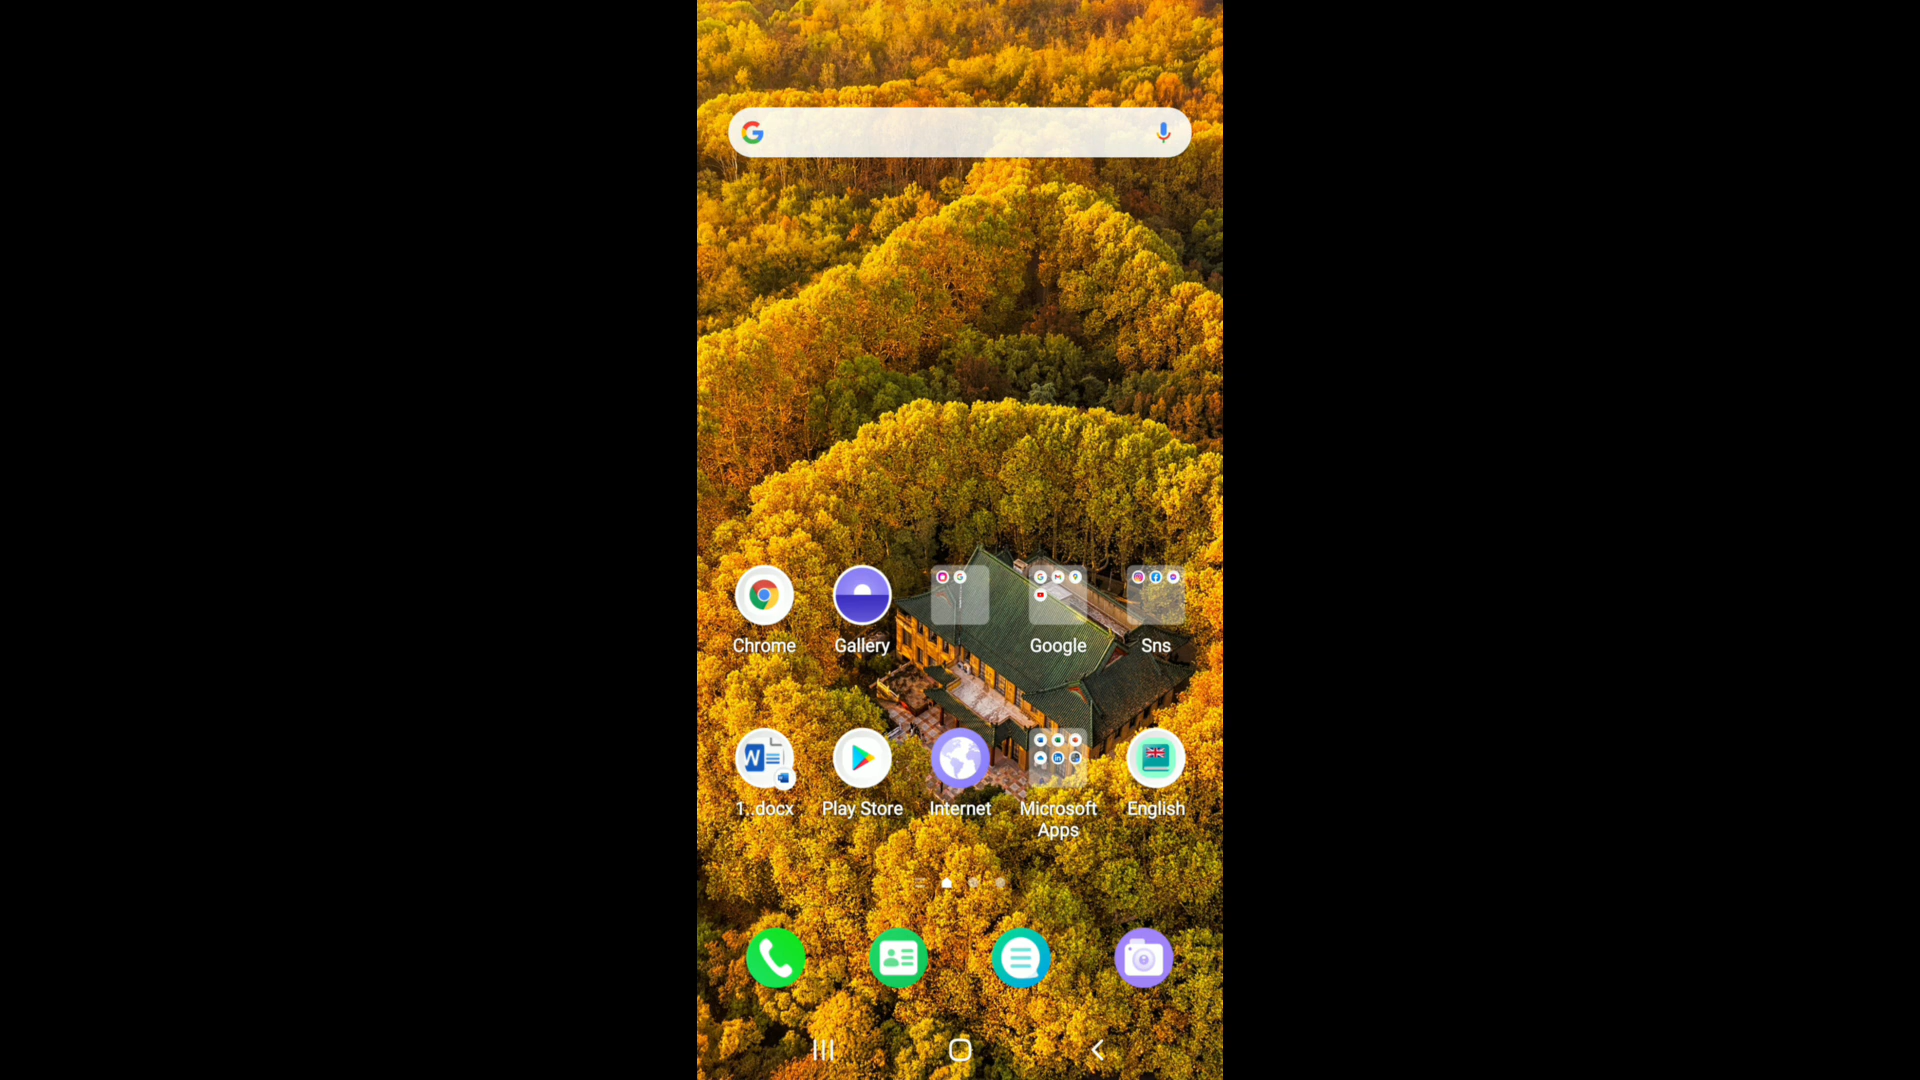 Chrome
Gallery
Google
Sns
1..docx
Play Store
Internet
Microsoft
Apps
English